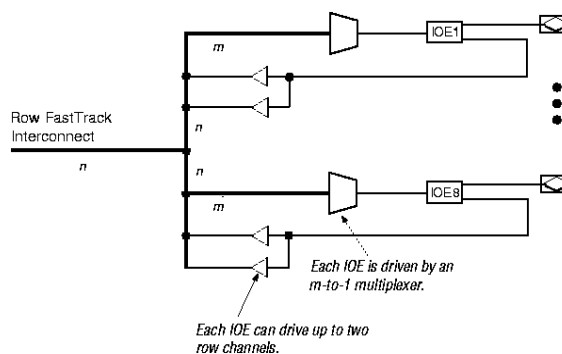 m
IOE1
Row FastTrack
Interconnect
n
n
n
m
IOE8
Each IOE is driven by an
m-to-1 multiplexer.
Each IOE can drive up to two
row channels.